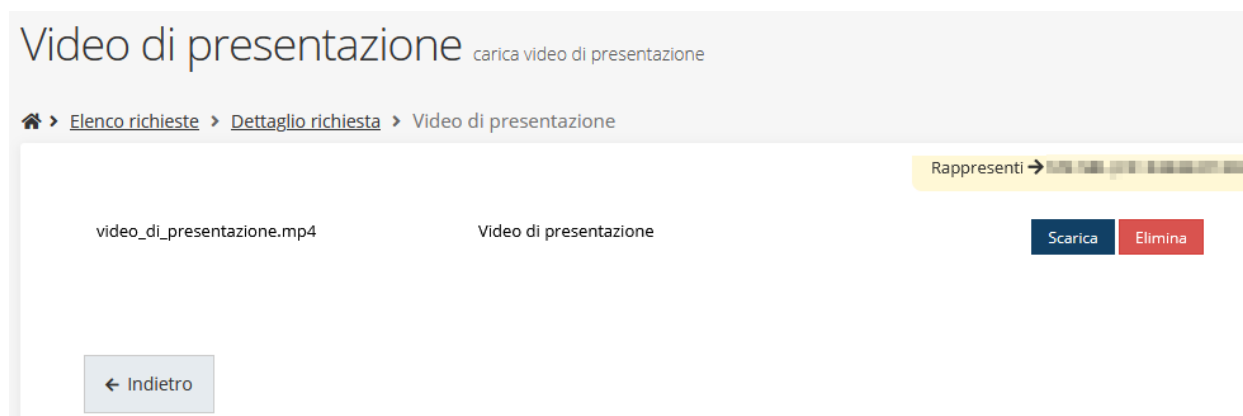 Video di presentazione carica video di presentazione
Elenco richieste > Dettaglio richiesta > Video di presentazione
Rappresenti
video_di_presentazione.mp4 Video di presentazione Scarica Elimina
Indietro